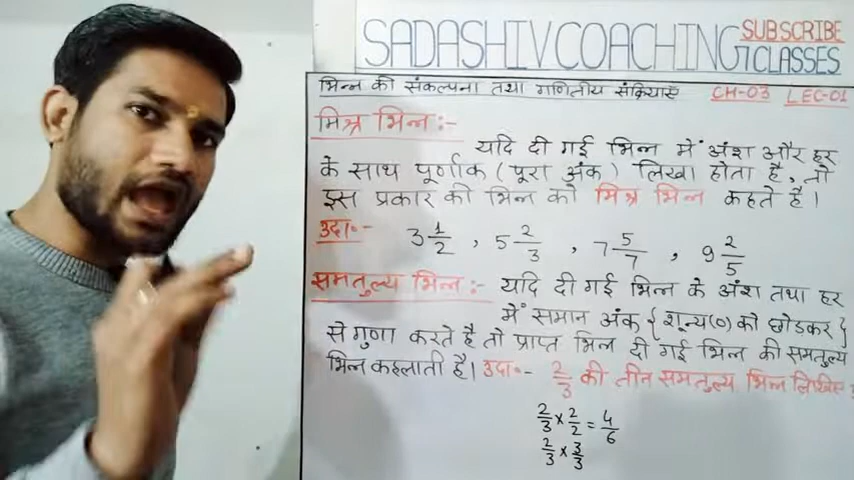 SADASHIV COACHING CLASSES
SUBSCRIBE
भिन्न की संकल्पना तथा गणितीय संक्रियाएं CH-03 LEC-01
मिश्र भिन्न :-
यदि दी गई भिन्न में अंश और हर
के साथ पूर्णांक (पूरा अंक) लिखा होता है, तो
इस प्रकार की भिन्न को मिश्र भिन्न कहते है।
उदा०- 3 1/2 , 5 2/3 , 7 5/7 , 9 2/5
समतुल्य भिन्न :- यदि दी गई भिन्न के अंश तथा हर
में समान अंक { शून्य (0) को छोडकर }
से गुणा करते है तो प्राप्त भिन्न दी गई भिन्न की समतुल्य
भिन्न कहलाती है। उदा०- 2/3 की तीन समतुल्य भिन्न लिखिए:
2/3 × 2/2 = 4/6
2/3 × 3/3